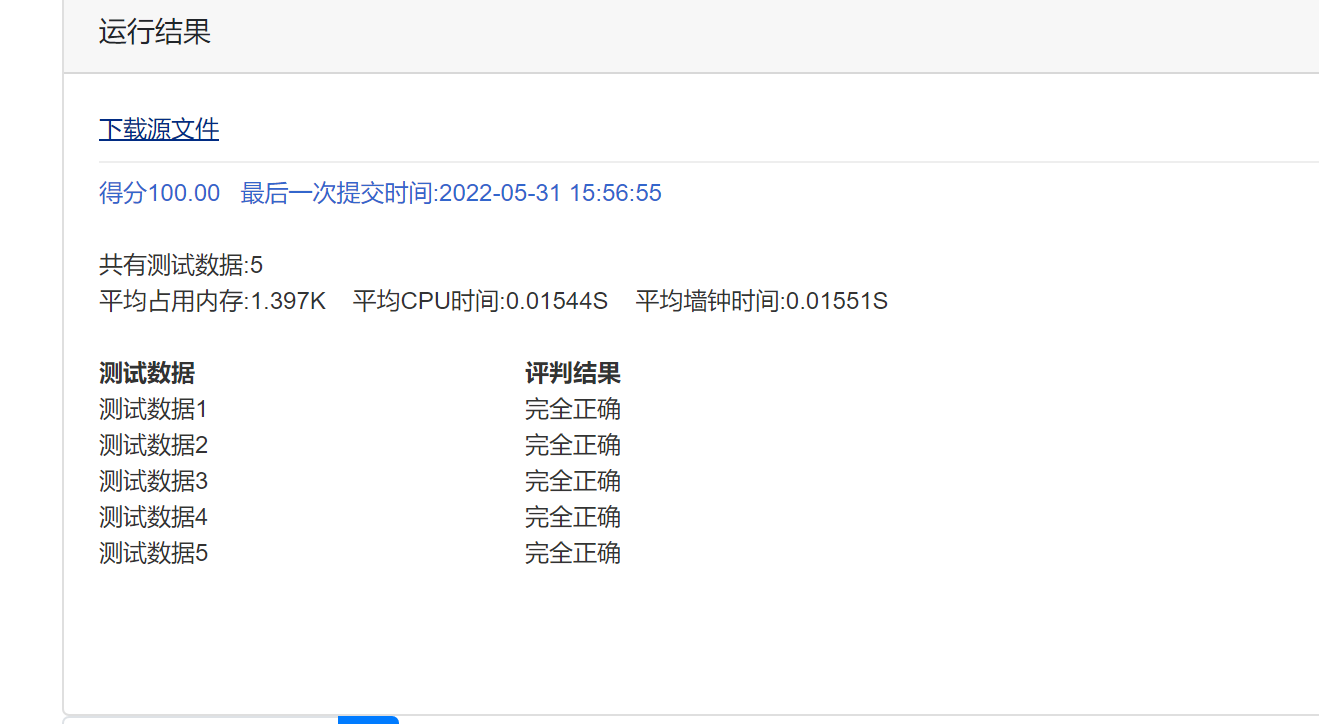 运行结果
下载源文件
得分100.00 最后一次提交时间:2022-05-31 15:56:55
共有测试数据:5
平均占用内存:1.397K 平均CPU时间:0.01544S 平均墙钟时间:0.01551S
测试数据 评判结果
测试数据1 完全正确
测试数据2 完全正确
测试数据3 完全正确
测试数据4 完全正确
测试数据5 完全正确